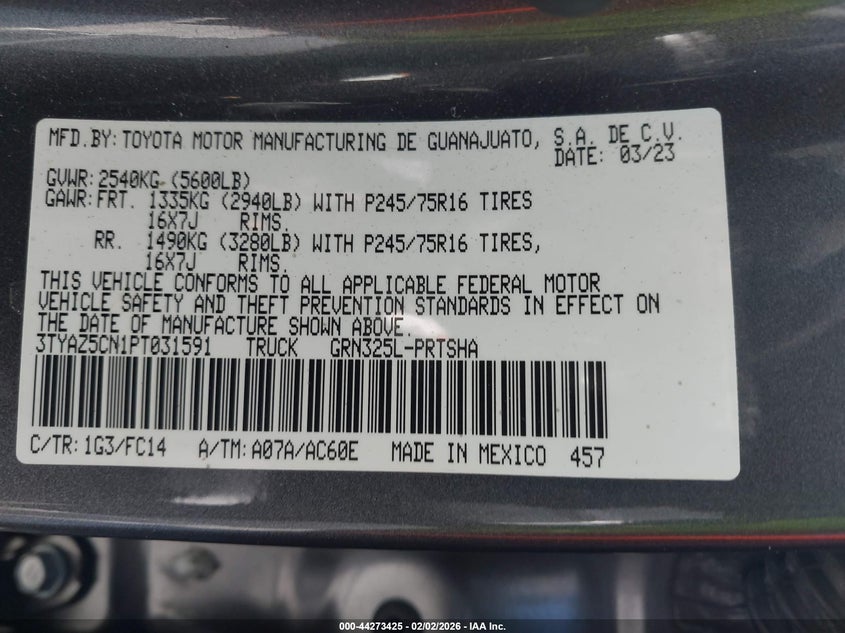 MFD.BY:TOYOTA MOTOR MANUFACTURING DE GUANAJUATO, S.A. DE C.V.
DATE: 03/23
GVWR:2540KG (5600LB)
GAWR:FRT. 1335KG (2940LB) WITH P245/75R16 TIRES
16X7J RIMS.
RR. 1490KG (3280LB) WITH P245/75R16 TIRES,
16X7J RIMS.
THIS VEHICLE CONFORMS TO ALL APPLICABLE FEDERAL MOTOR
VEHICLE SAFETY AND THEFT PREVENTION STANDARDS IN EFFECT ON
THE DATE OF MANUFACTURE SHOWN ABOVE.
3TYAZ5CN1PT031591 TRUCK GRN325L-PRTSHA
C/TR:1G3/FC14 A/TM:A07A/AC60E MADE IN MEXICO 457
000-44273425 - 02/02/2026 - IAA Inc.